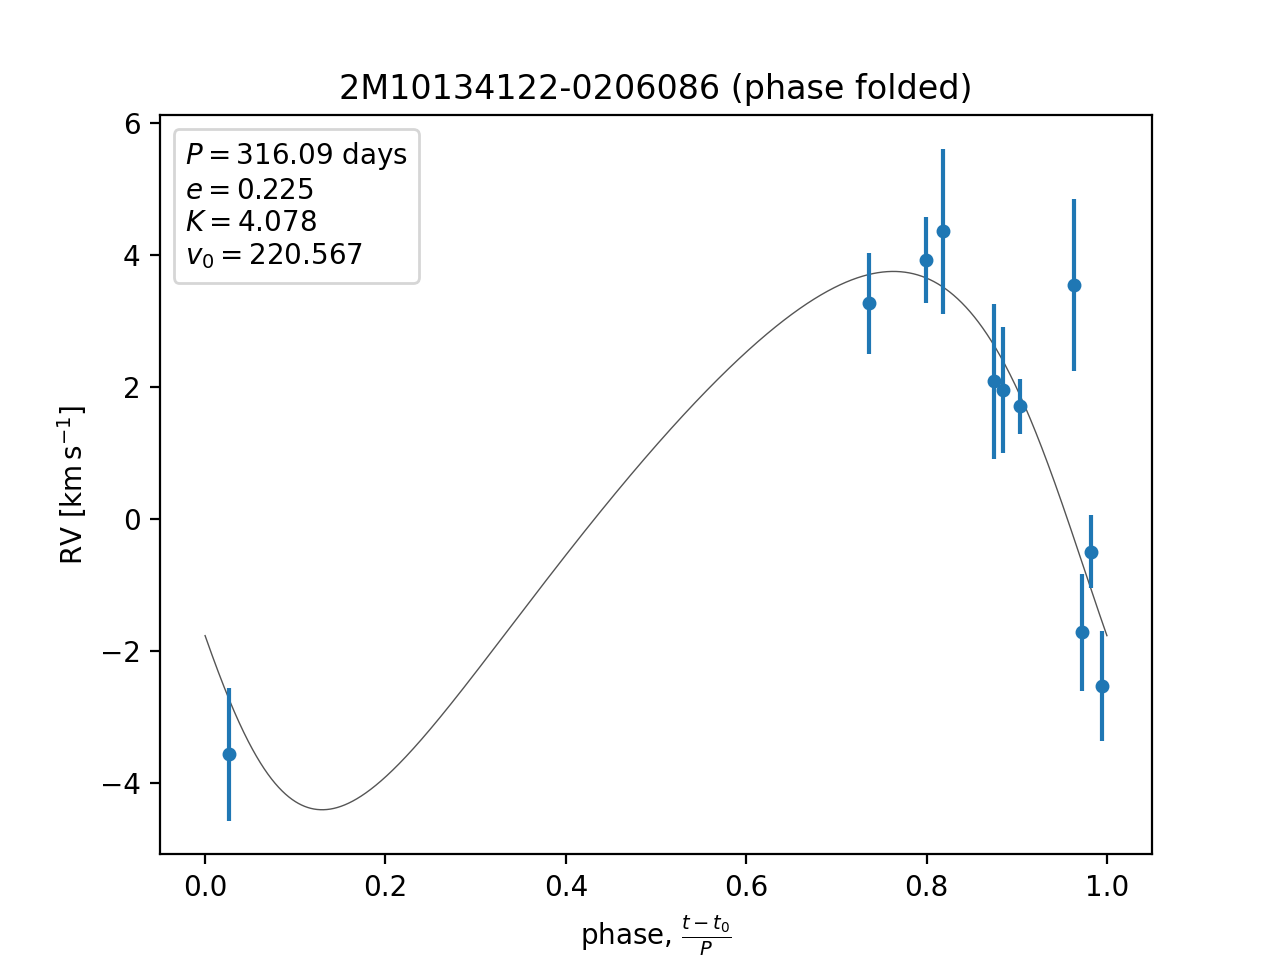 2M10134122-0206086 (phase folded)
P = 316.09 days
e = 0.225
K = 4.078
v₀ = 220.567
6
4
2
0
−2
−4
RV [km s⁻¹]
0.0 0.2 0.4 0.6 0.8 1.0
phase, (t − t₀)/P